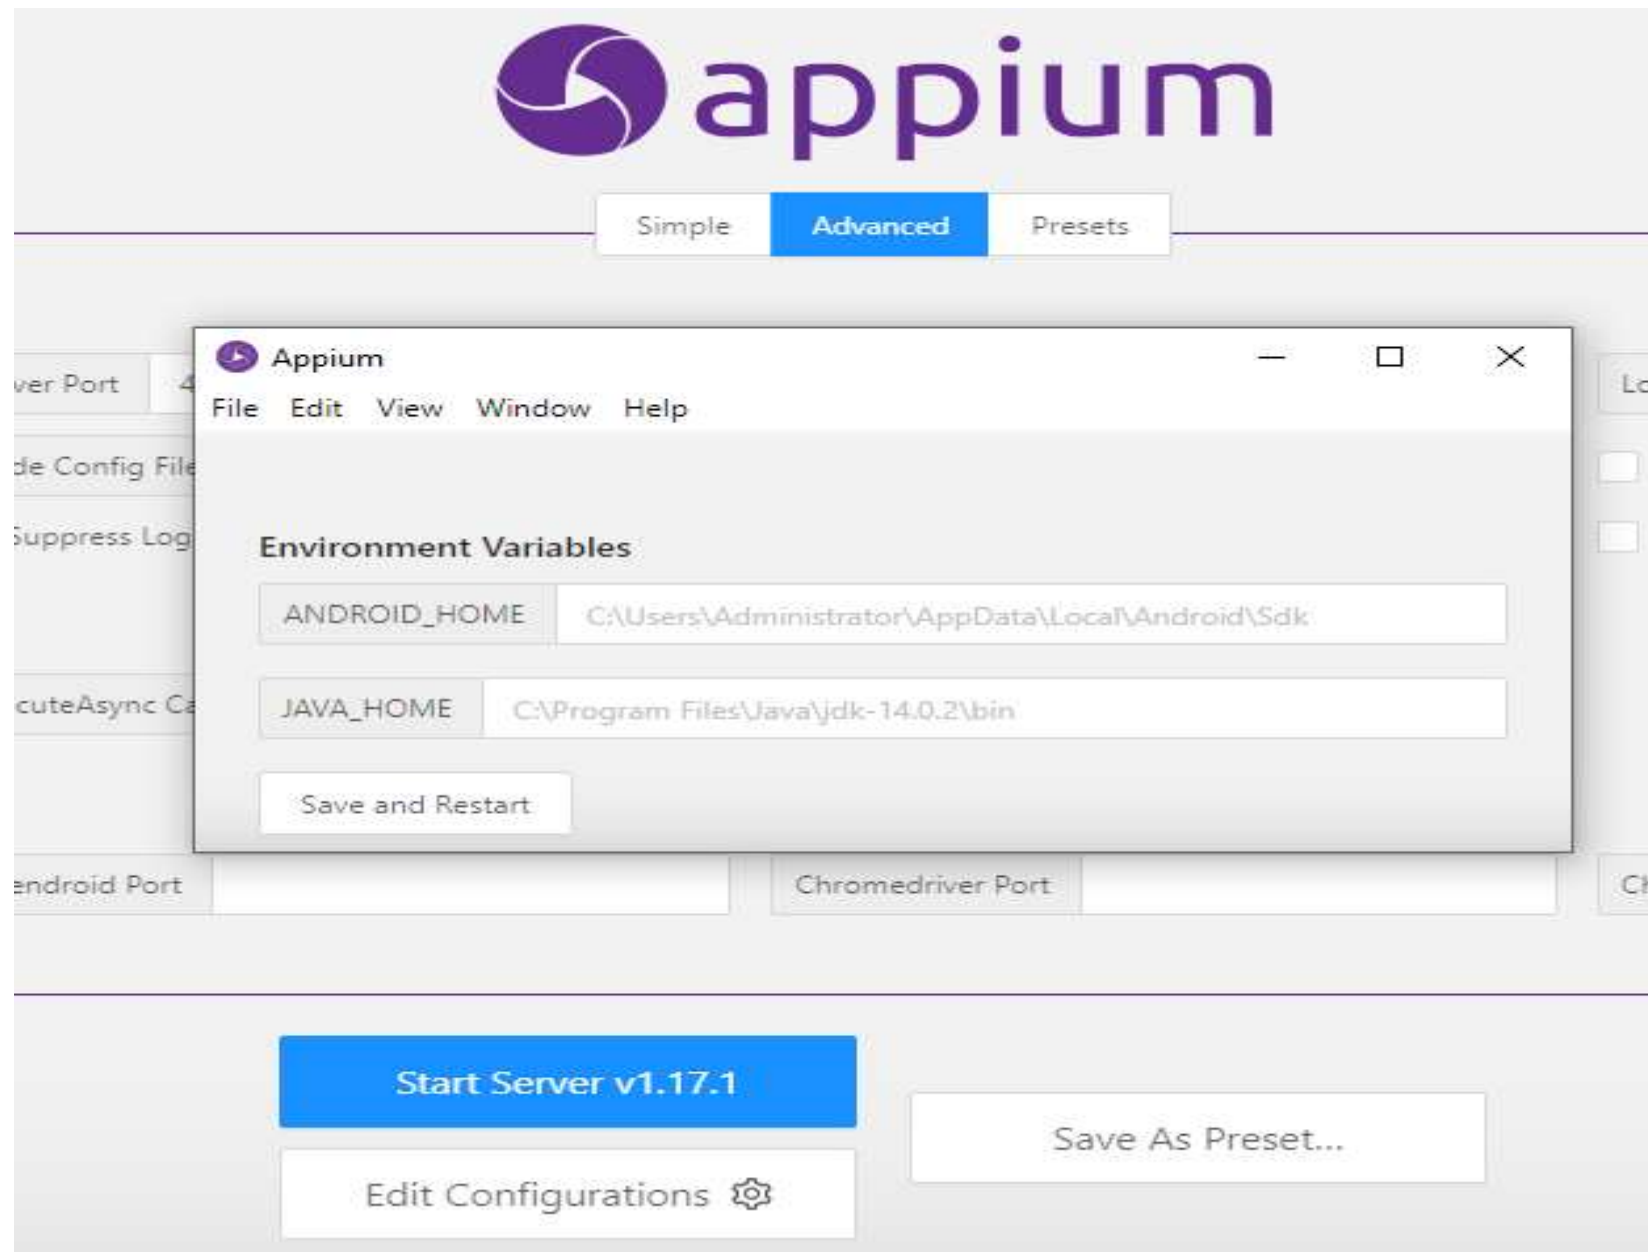 appium
Simple Advanced Presets
Appium
ver Port 4
File Edit View Window Help
de Config File
Suppress Log
Environment Variables
ANDROID_HOME C:\Users\Administrator\AppData\Local\Android\Sdk
cuteAsync Ca
JAVA_HOME C:\Program Files\Java\jdk-14.0.2\bin
Save and Restart
endroid Port Chromedriver Port
Start Server v1.17.1
Save As Preset...
Edit Configurations